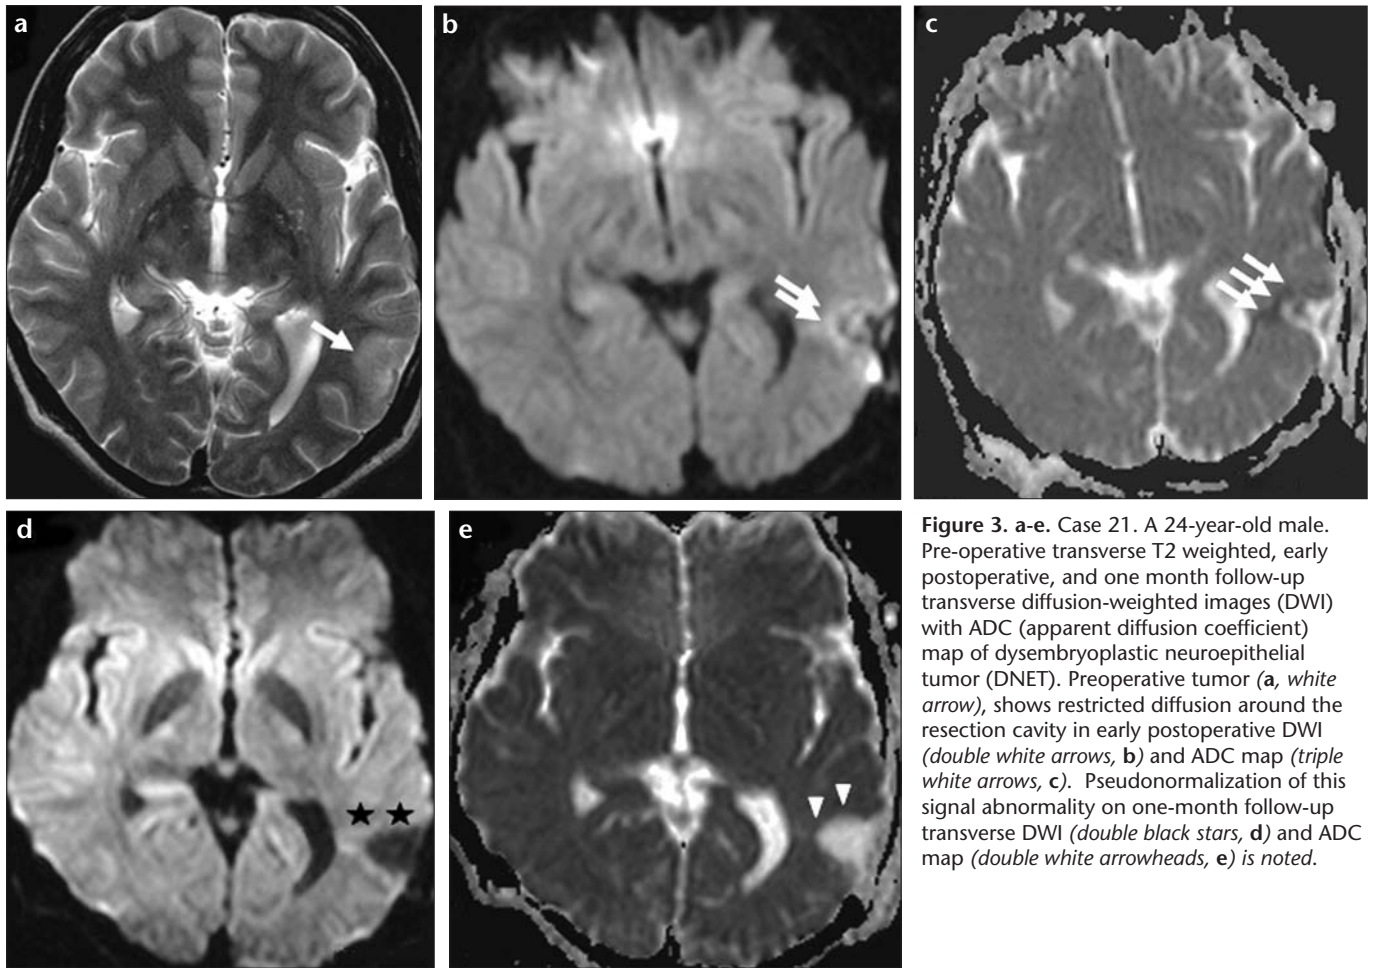 a
b
c
d
e
Figure 3. a-e. Case 21. A 24-year-old male.
Pre-operative transverse T2 weighted, early
postoperative, and one month follow-up
transverse diffusion-weighted images (DWI)
with ADC (apparent diffusion coefficient)
map of dysembryoplastic neuroepithelial
tumor (DNET). Preoperative tumor (a, white
arrow), shows restricted diffusion around the
resection cavity in early postoperative DWI
(double white arrows, b) and ADC map (triple
white arrows, c). Pseudonormalization of this
signal abnormality on one-month follow-up
transverse DWI (double black stars, d) and ADC
map (double white arrowheads, e) is noted.